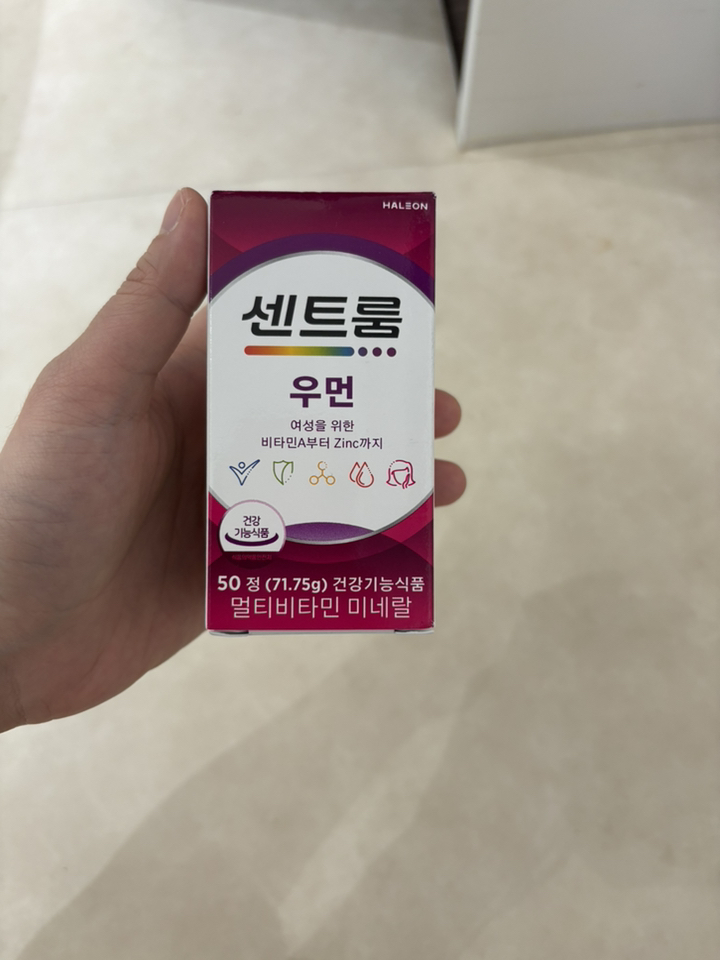 HALEON
센트룸
우먼
여성을 위한
비타민A부터 Zinc까지
건강
기능식품
50 정 (71.75g) 건강기능식품
멀티비타민 미네랄